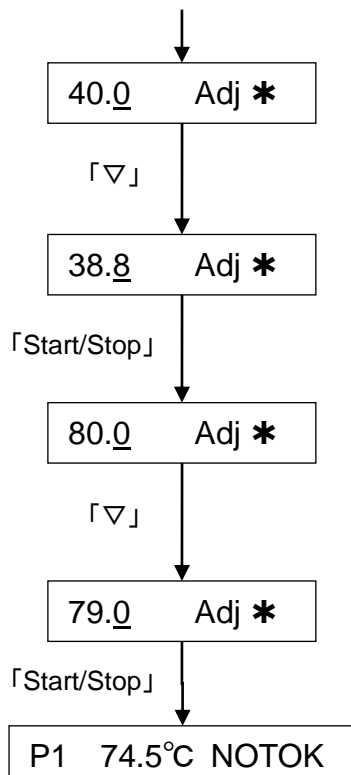 40.0 Adj ✱
「▽」
38.8 Adj ✱
「Start/Stop」
80.0 Adj ✱
「▽」
79.0 Adj ✱
「Start/Stop」
P1 74.5℃ NOTOK